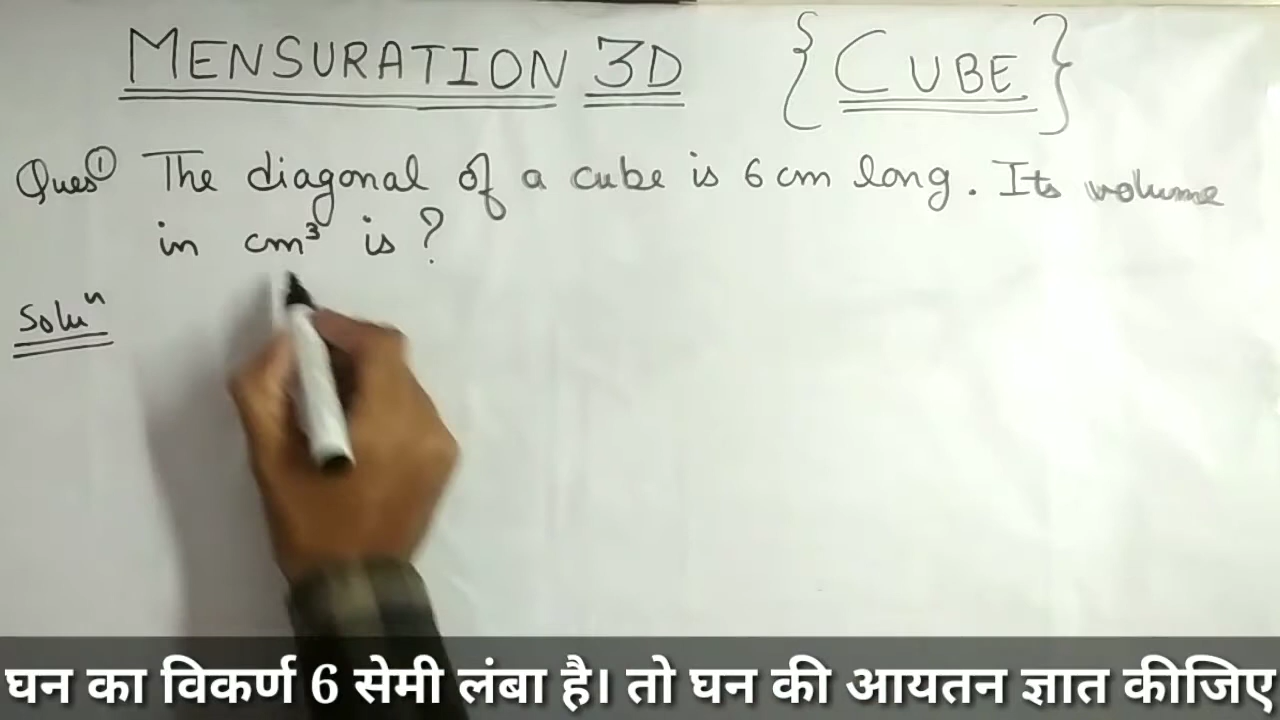 MENSURATION 3D { CUBE }
Ques① The diagonal of a cube is 6 cm long. Its volume
in cm³ is ?
Soluⁿ
घन का विकर्ण 6 सेमी लंबा है। तो घन की आयतन ज्ञात कीजिए